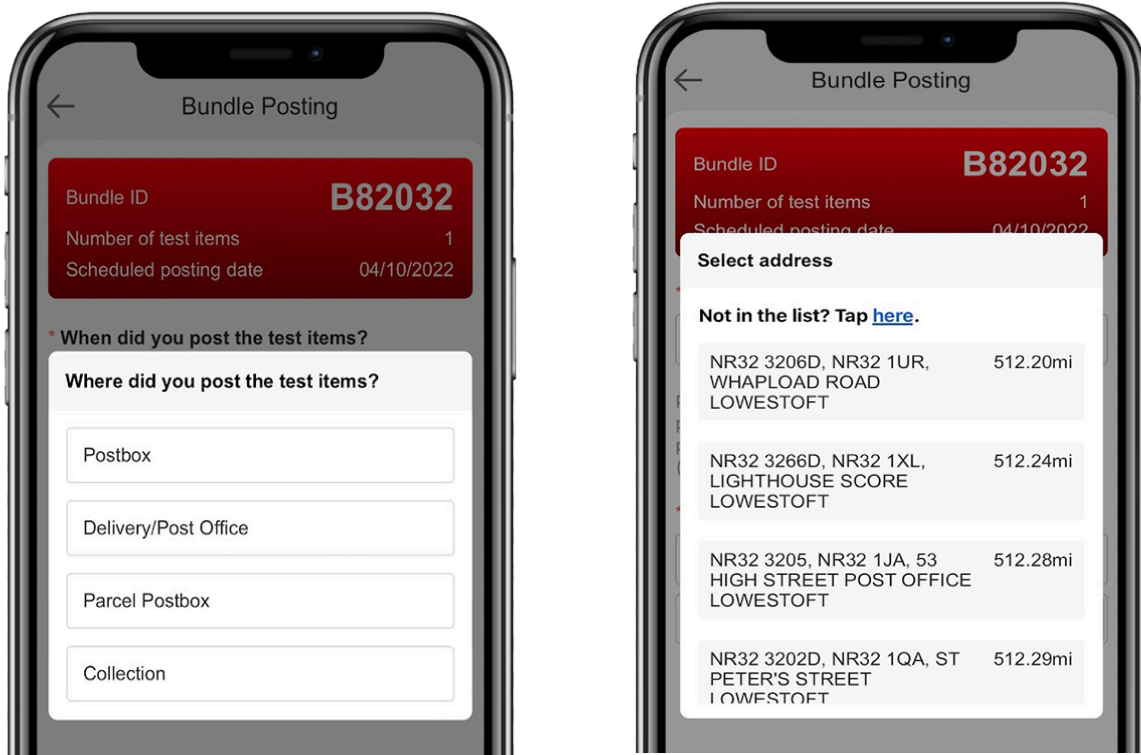 Bundle Posting
Bundle ID
B82032
Number of test items
1
Scheduled posting date
04/10/2022
* When did you post the test items?
Where did you post the test items?
Postbox
Delivery/Post Office
Parcel Postbox
Collection
Bundle Posting
Bundle ID
B82032
Number of test items
1
Scheduled posting date
04/10/2022
Select address
Not in the list? Tap here.
NR32 3206D, NR32 1UR,
512.20mi
WHAPLOAD ROAD
LOWESTOFT
NR32 3266D, NR32 1XL,
512.24mi
LIGHTHOUSE SCORE
LOWESTOFT
NR32 3205, NR32 1JA, 53
512.28mi
HIGH STREET POST OFFICE
LOWESTOFT
NR32 3202D, NR32 1QA, ST
512.29mi
PETER'S STREET
LOWESTOFT